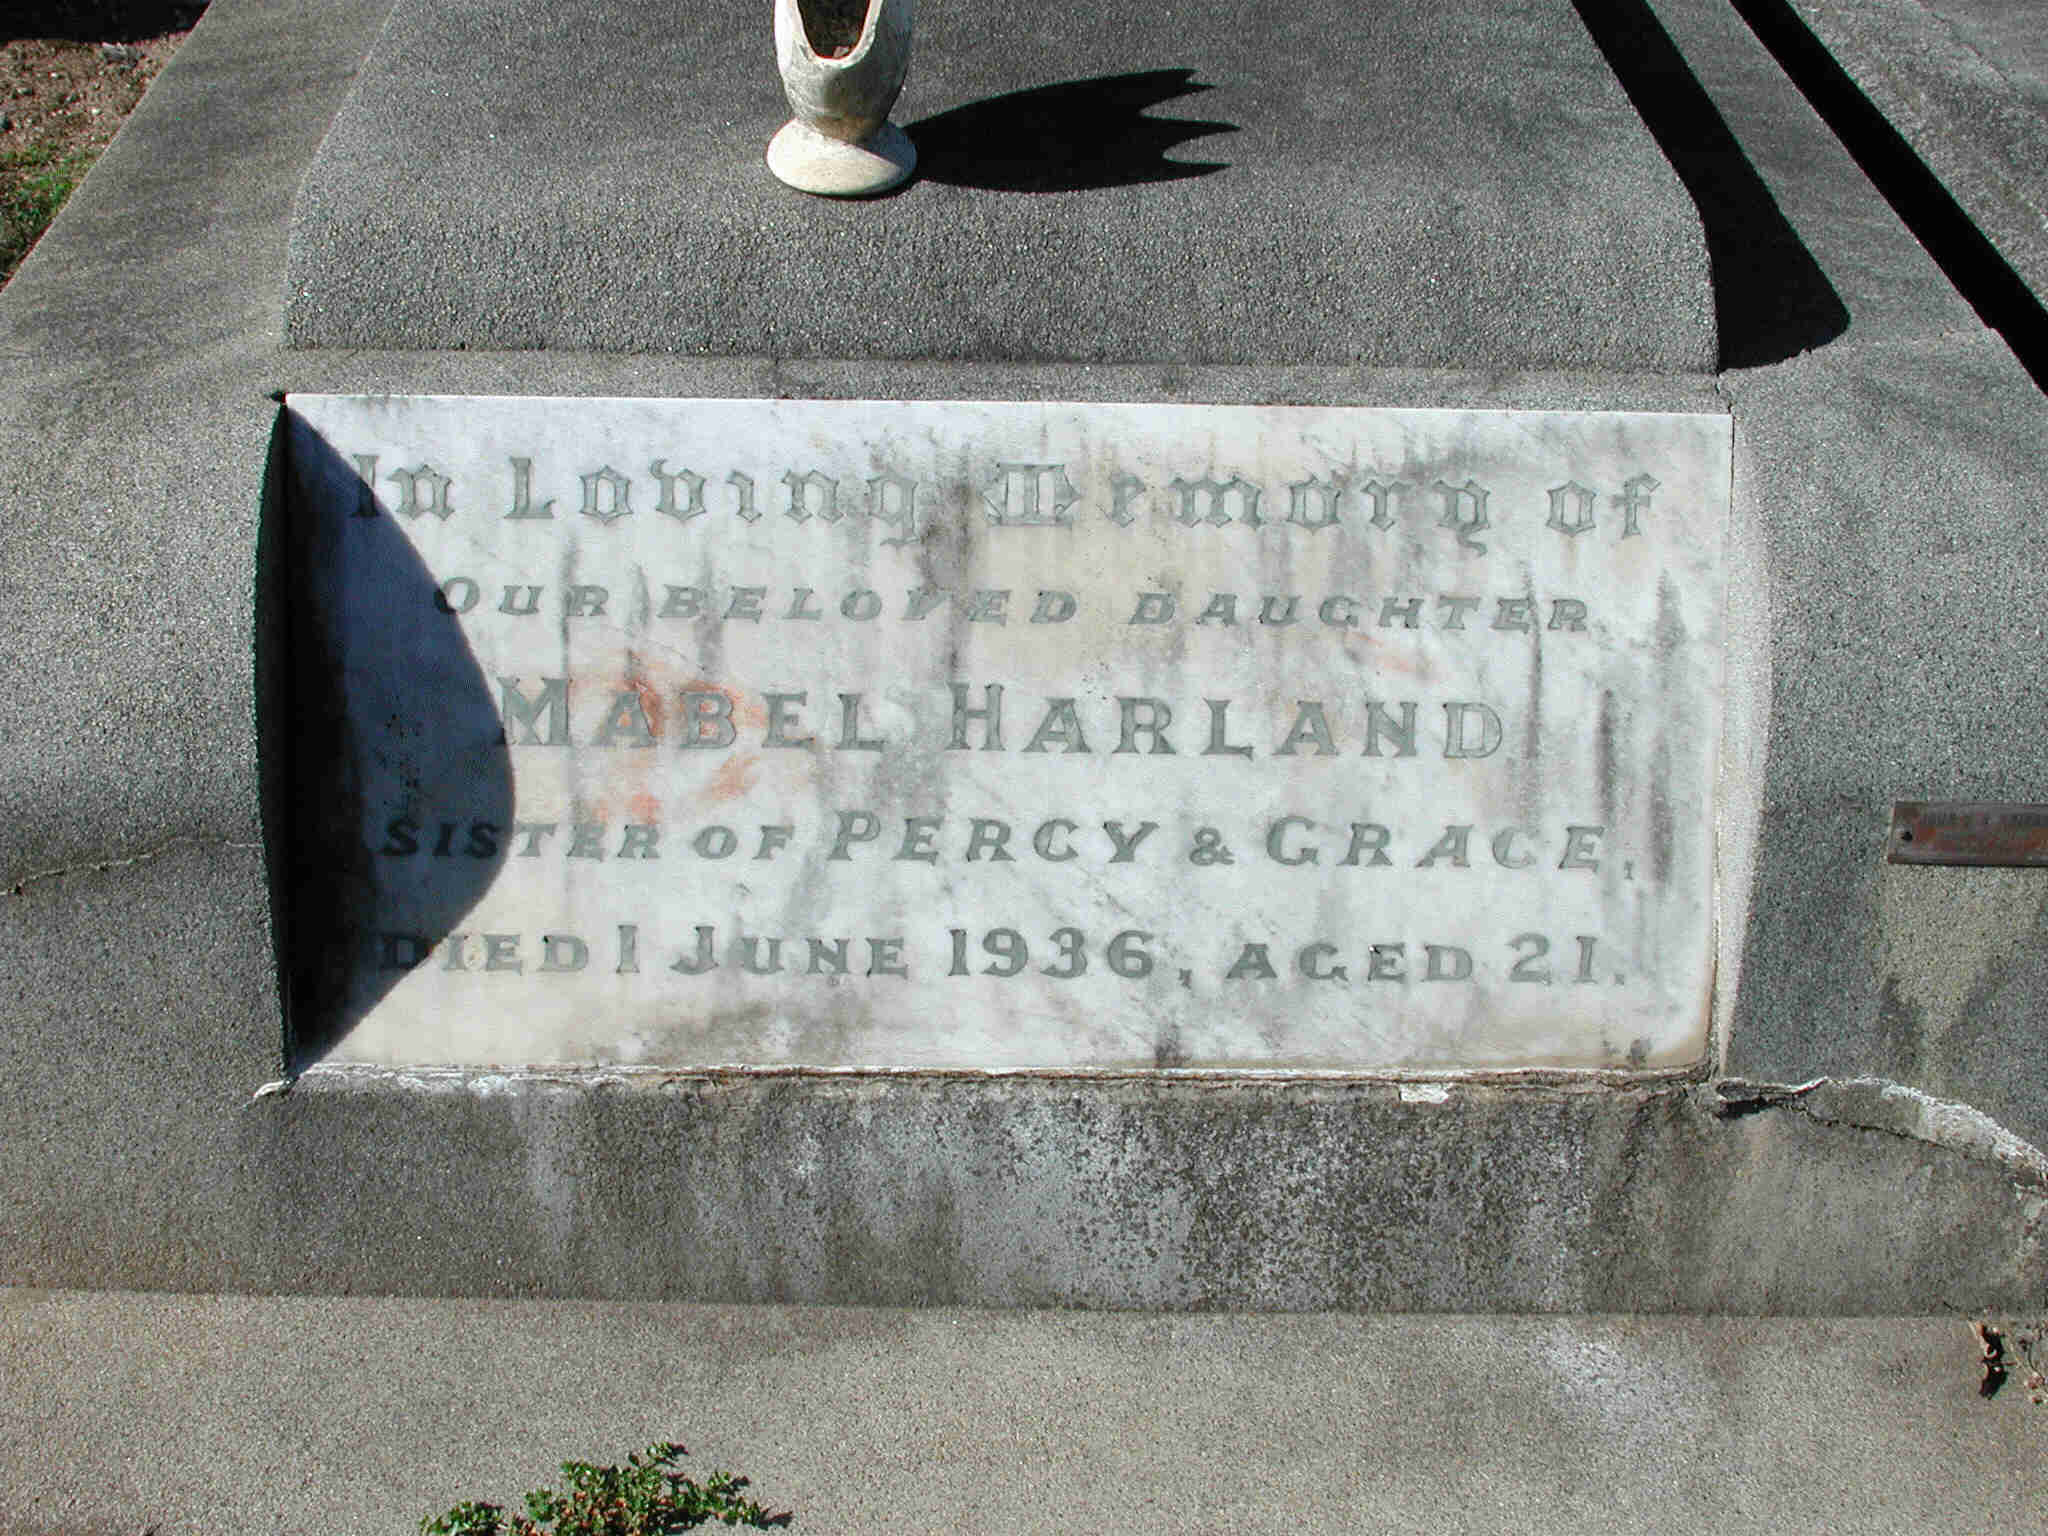 In Loving Memory of
OUR BELOVED DAUGHTER
MABEL HARLAND
SISTER OF PERCY & GRACE,
DIED 1 JUNE 1936, AGED 21.